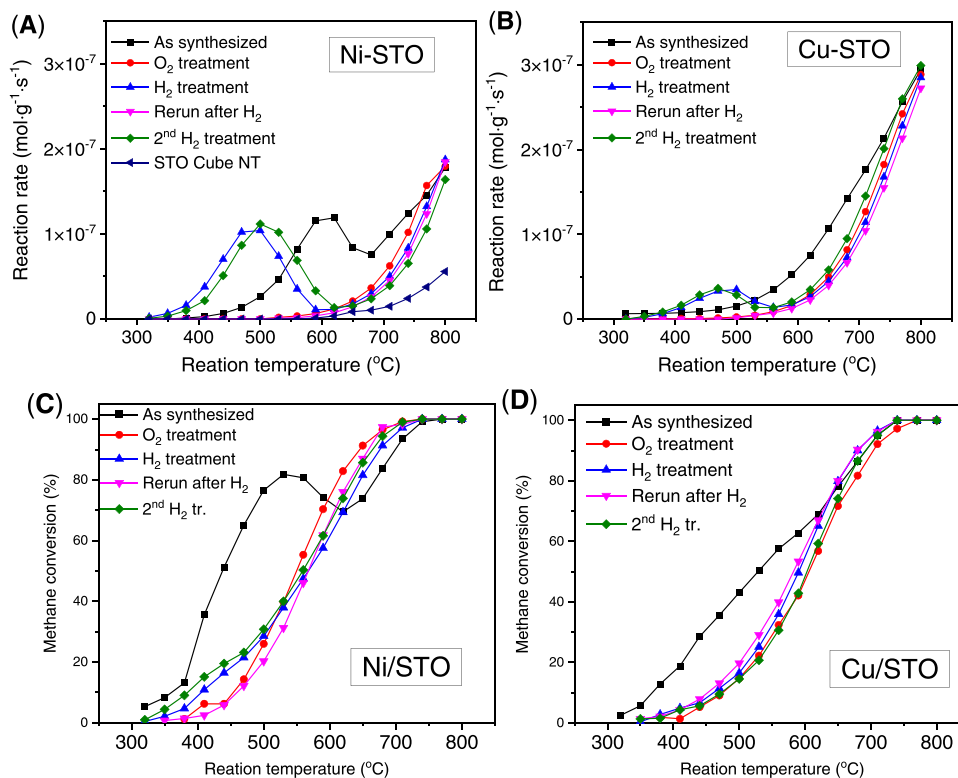 (A)
Ni-STO
As synthesized
O2 treatment
H2 treatment
Rerun after H2
2nd H2 treatment
STO Cube NT
3×10-7
2×10-7
1×10-7
0
Reaction rate (mol·g-1·s-1)
300 400 500 600 700 800
Reation temperature (oC)
(B)
Cu-STO
As synthesized
O2 treatment
H2 treatment
Rerun after H2
2nd H2 treatment
3×10-7
2×10-7
1×10-7
0
Reaction rate (mol·g-1·s-1)
300 400 500 600 700 800
Reation temperature (oC)
(C)
As synthesized
O2 treatment
H2 treatment
Rerun after H2
2nd H2 tr.
Ni/STO
100
80
60
40
20
0
Methane conversion (%)
300 400 500 600 700 800
Reation temperature (oC)
(D)
As synthesized
O2 treatment
H2 treatment
Rerun after H2
2nd H2 tr.
Cu/STO
100
80
60
40
20
0
Methane conversion (%)
300 400 500 600 700 800
Reation temperature (oC)